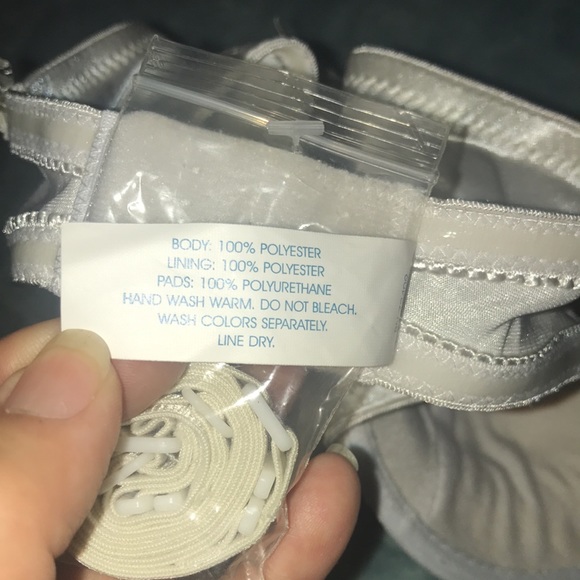 BODY: 100% POLYESTER
LINING: 100% POLYESTER
PADS: 100% POLYURETHANE
HAND WASH WARM. DO NOT BLEACH.
WASH COLORS SEPARATELY.
LINE DRY.